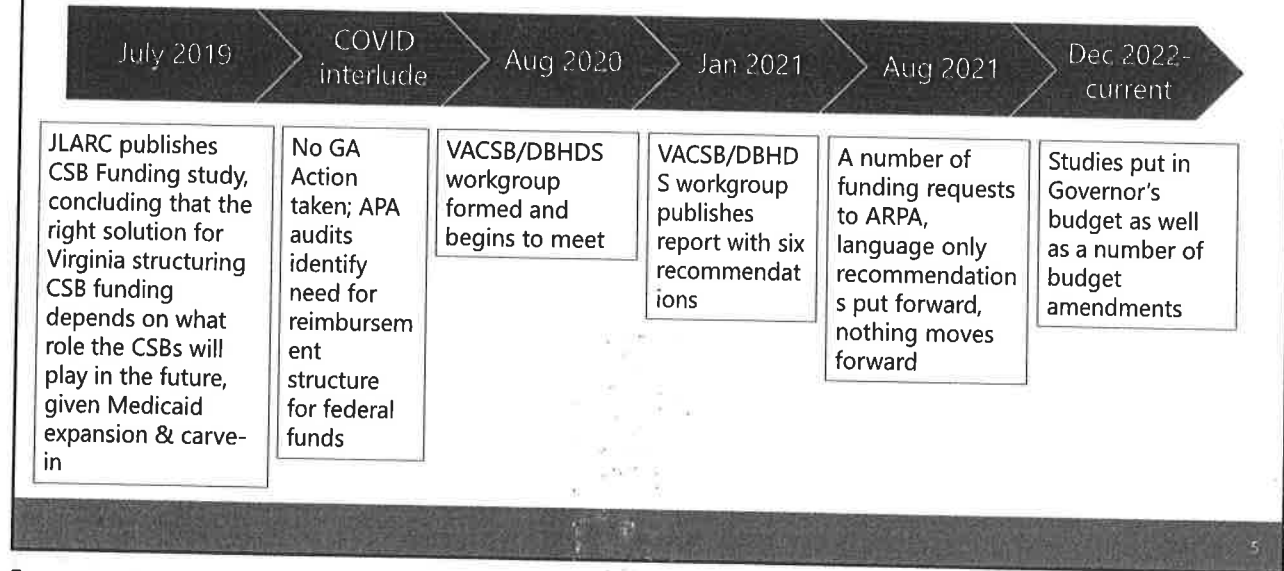 July 2019
COVID
interlude
Aug 2020
Jan 2021
Aug 2021
Dec 2022-
current
JLARC publishes
CSB Funding study,
concluding that the
right solution for
Virginia structuring
CSB funding
depends on what
role the CSBs will
play in the future,
given Medicaid
expansion & carve-
in
No GA
Action
taken; APA
audits
identify
need for
reimbursem
ent
structure
for federal
funds
VACSB/DBHDS
workgroup
formed and
begins to meet
VACSB/DBHD
S workgroup
publishes
report with six
recommendat
ions
A number of
funding requests
to ARPA,
language only
recommendation
s put forward,
nothing moves
forward
Studies put in
Governor's
budget as well
as a number of
budget
amendments
5